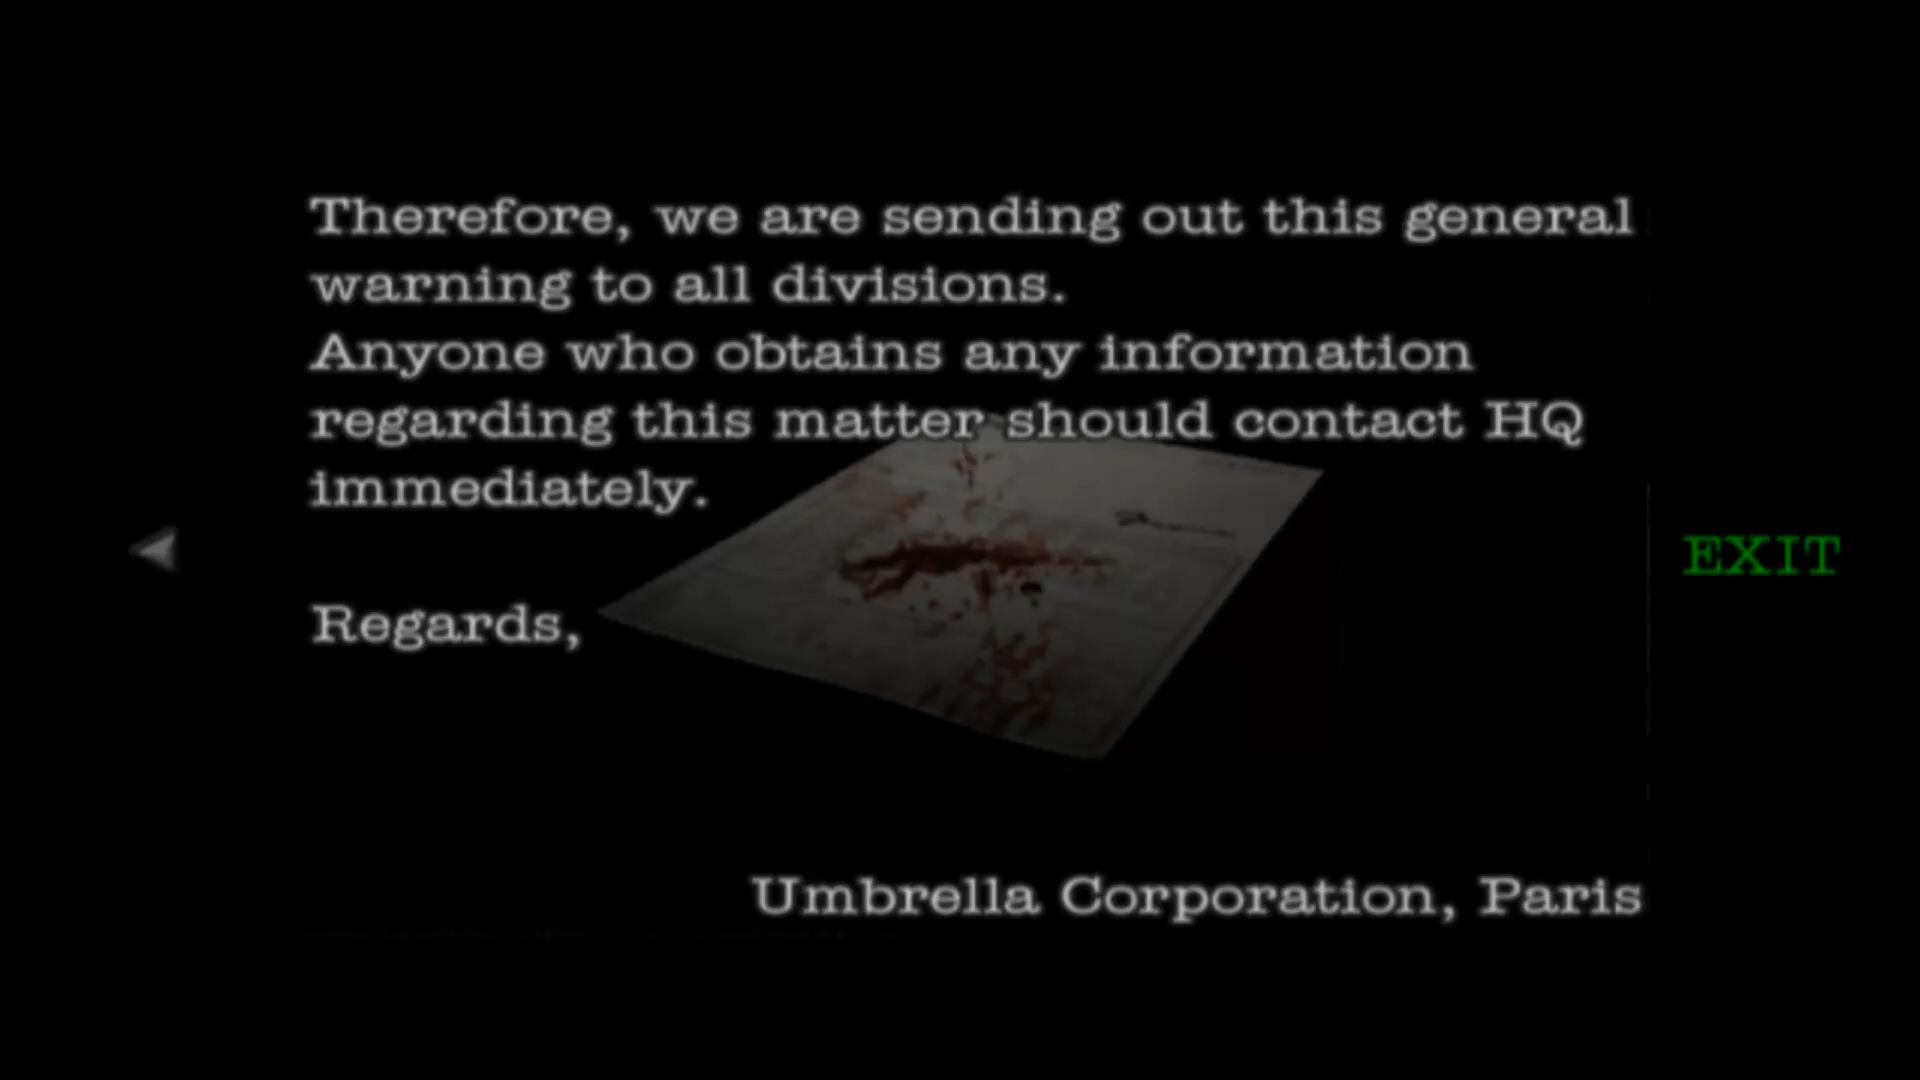 Therefore, we are sending out this general
warning to all divisions.
Anyone who obtains any information
regarding this matter should contact HQ
immediately.
EXIT
Regards,
Umbrella Corporation, Paris